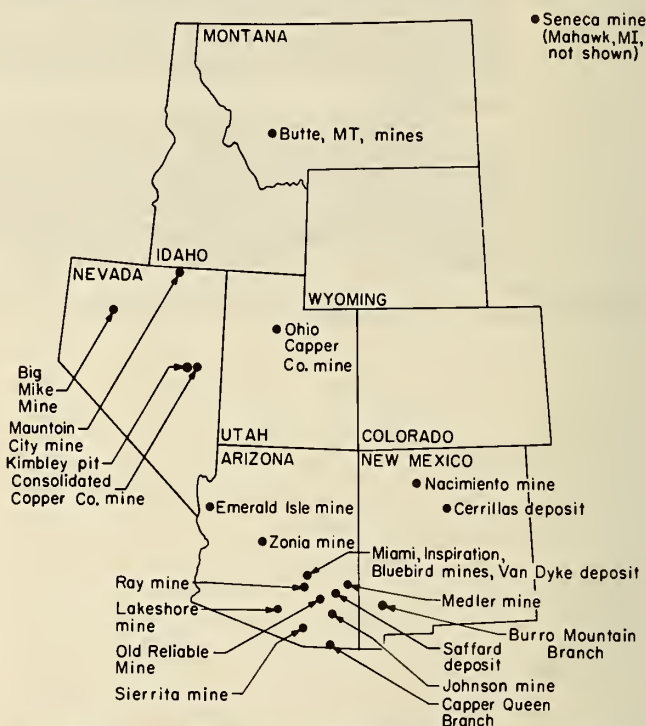 Seneca mine
(Mahawk, MI,
not shown)
MONTANA
Butte, MT, mines
IDAHO
NEVADA
WYOMING
Ohio
Capper
Co. mine
Big
Mike
Mine
Mauntoin
City mine
Kimbley pit
Consolidated
Copper Co. mine
UTAH
COLORADO
ARIZONA
NEW MEXICO
Nacimiento mine
Cerrillas deposit
Emerald Isle mine
Zonia mine
Miami, Inspiration,
Bluebird mines, Van Dyke deposit
Ray mine
Medler mine
Lakeshore
mine
Burro Mountain
Branch
Old Reliable
Mine
Saffard
deposit
Johnson mine
Sierrita mine
Capper Queen
Branch